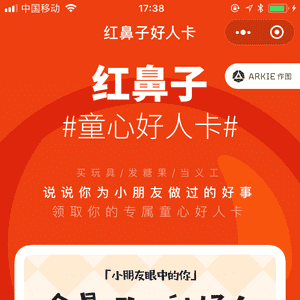 中国移动 17:38
红鼻子好人卡
红鼻子
ARKIE 作图
#童心好人卡#
买玩具/发糖果/当义工
说说你为小朋友做过的好事
领取你的专属童心好人卡
「小朋友眼中的你」